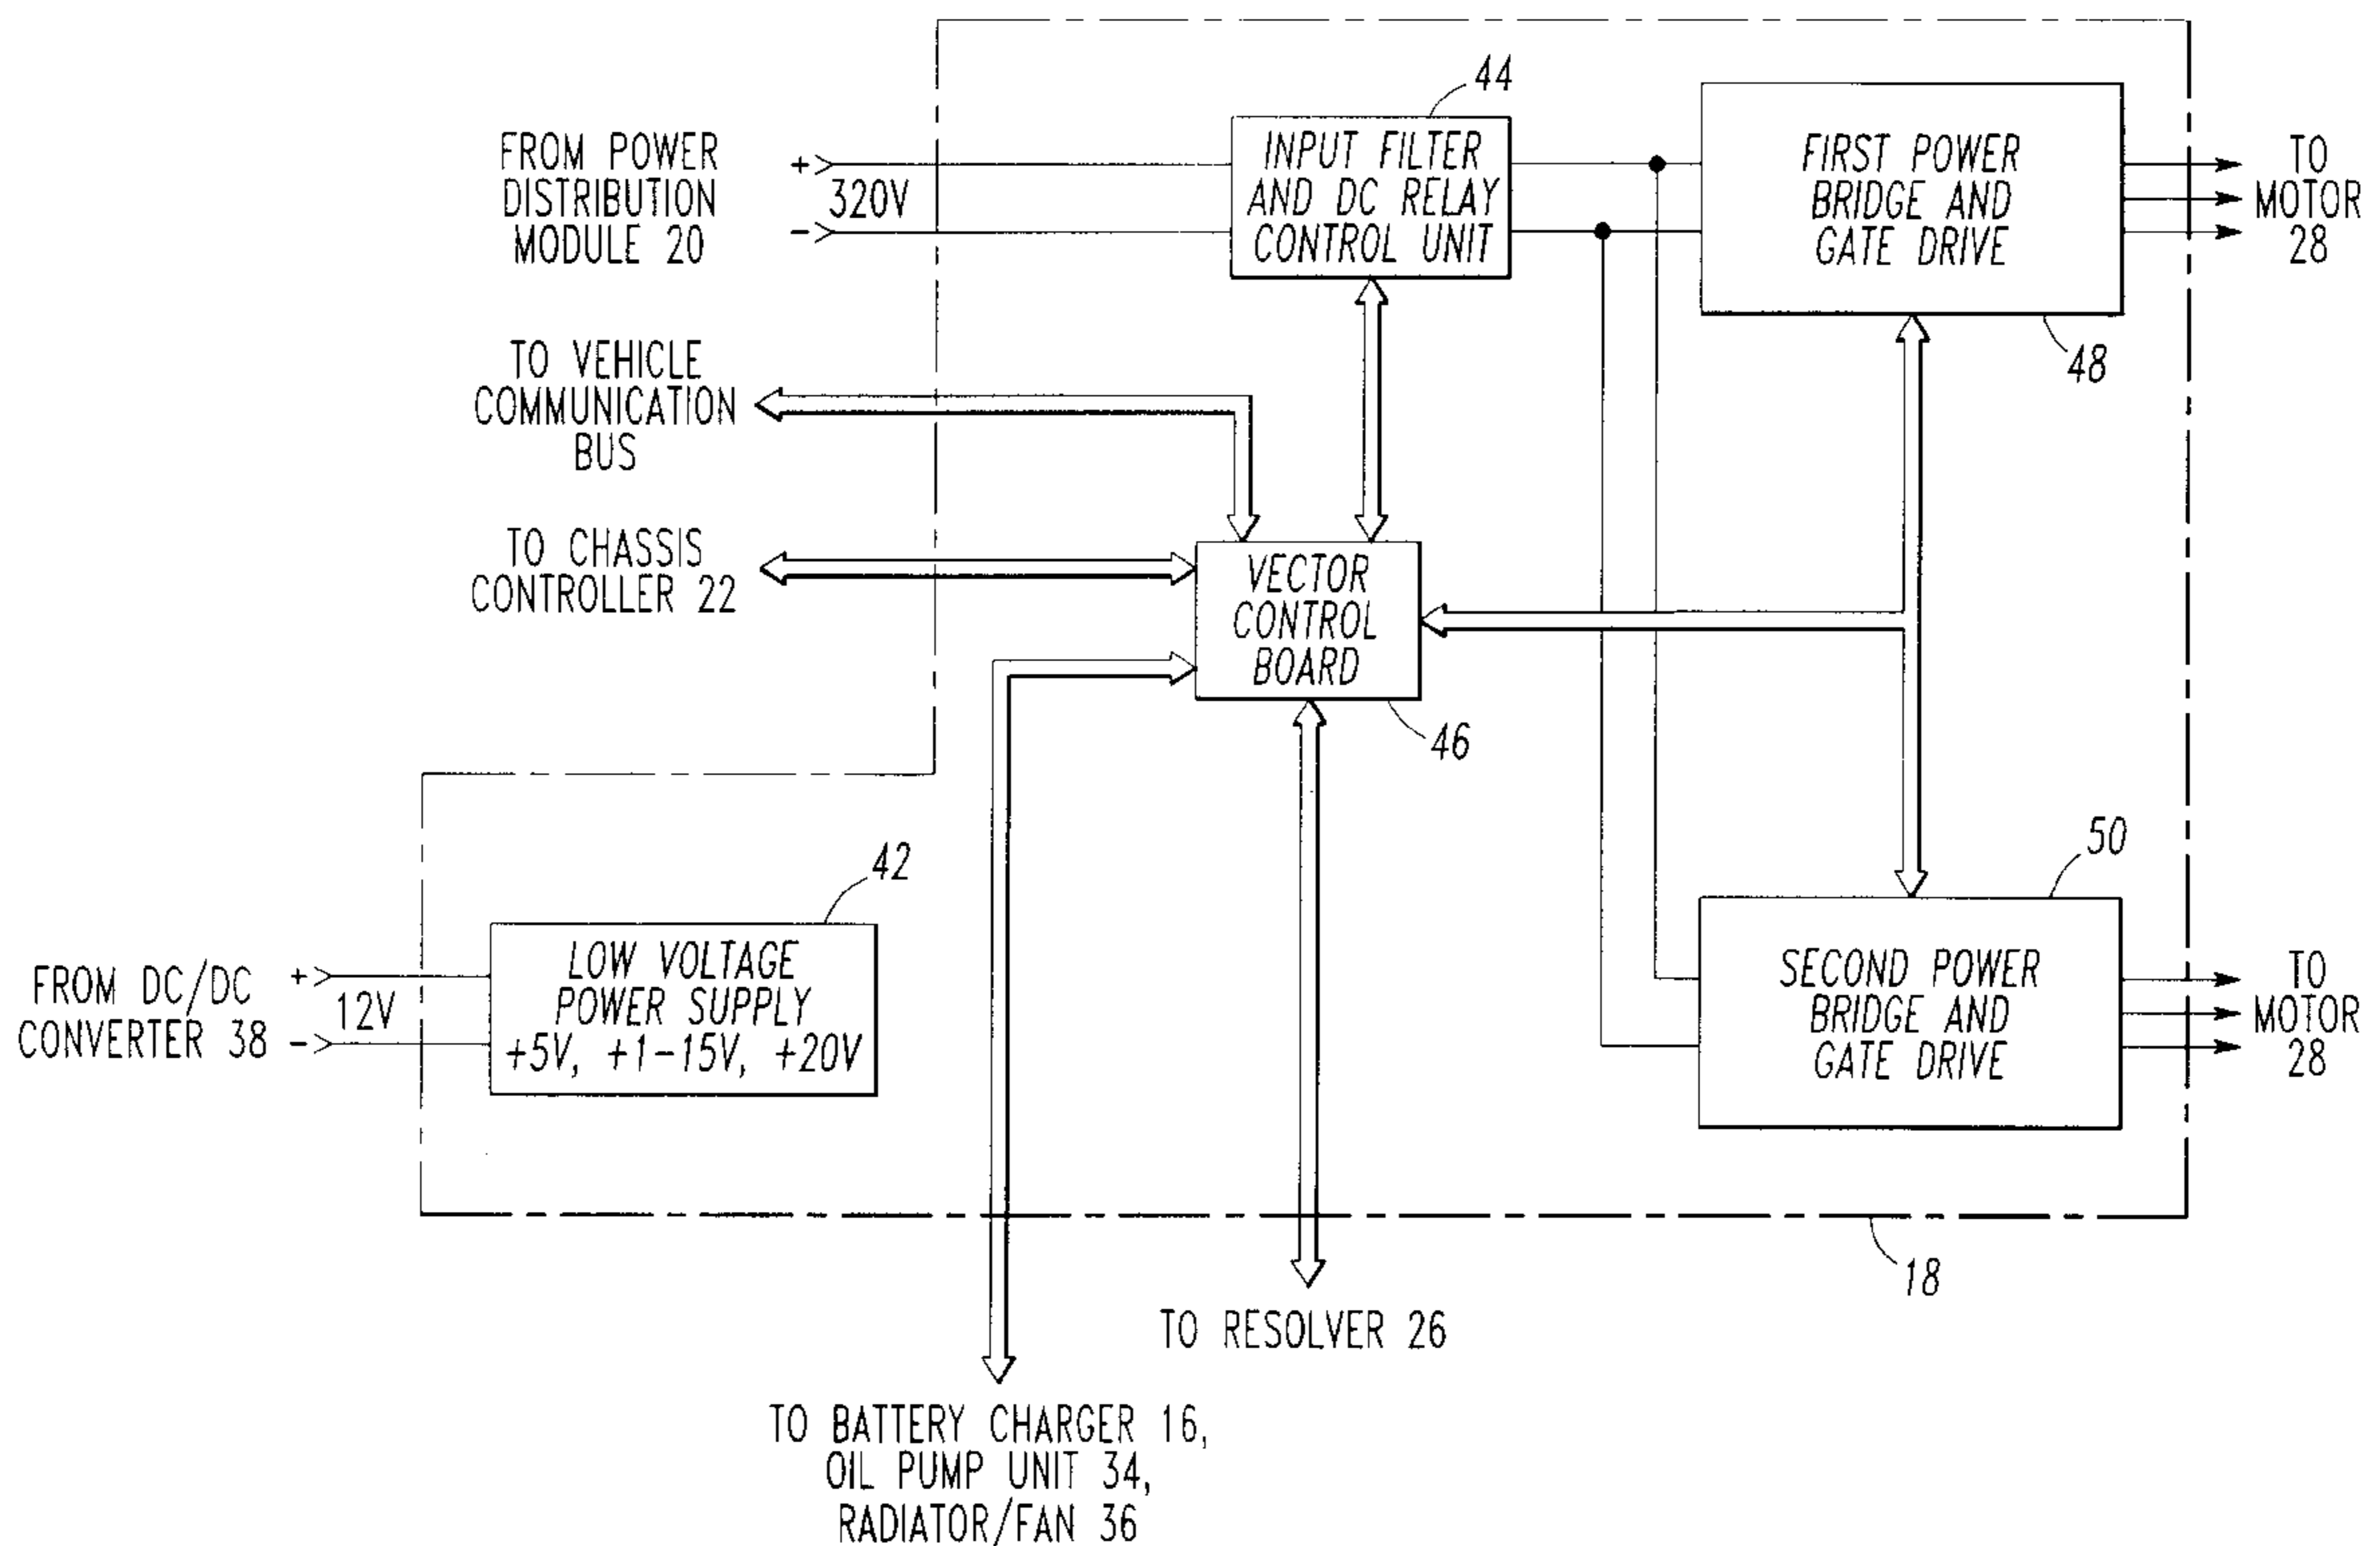 44
FROM POWER
DISTRIBUTION
MODULE 20
+
320V
-
INPUT FILTER
AND DC RELAY
CONTROL UNIT
FIRST POWER
BRIDGE AND
GATE DRIVE
TO
MOTOR
28
48
TO VEHICLE
COMMUNICATION
BUS
TO CHASSIS
CONTROLLER 22
VECTOR
CONTROL
BOARD
46
42
50
FROM DC/DC
CONVERTER 38
+
12V
-
LOW VOLTAGE
POWER SUPPLY
+5V, +1-15V, +20V
SECOND POWER
BRIDGE AND
GATE DRIVE
TO
MOTOR
28
18
TO RESOLVER 26
TO BATTERY CHARGER 16,
OIL PUMP UNIT 34,
RADIATOR/FAN 36